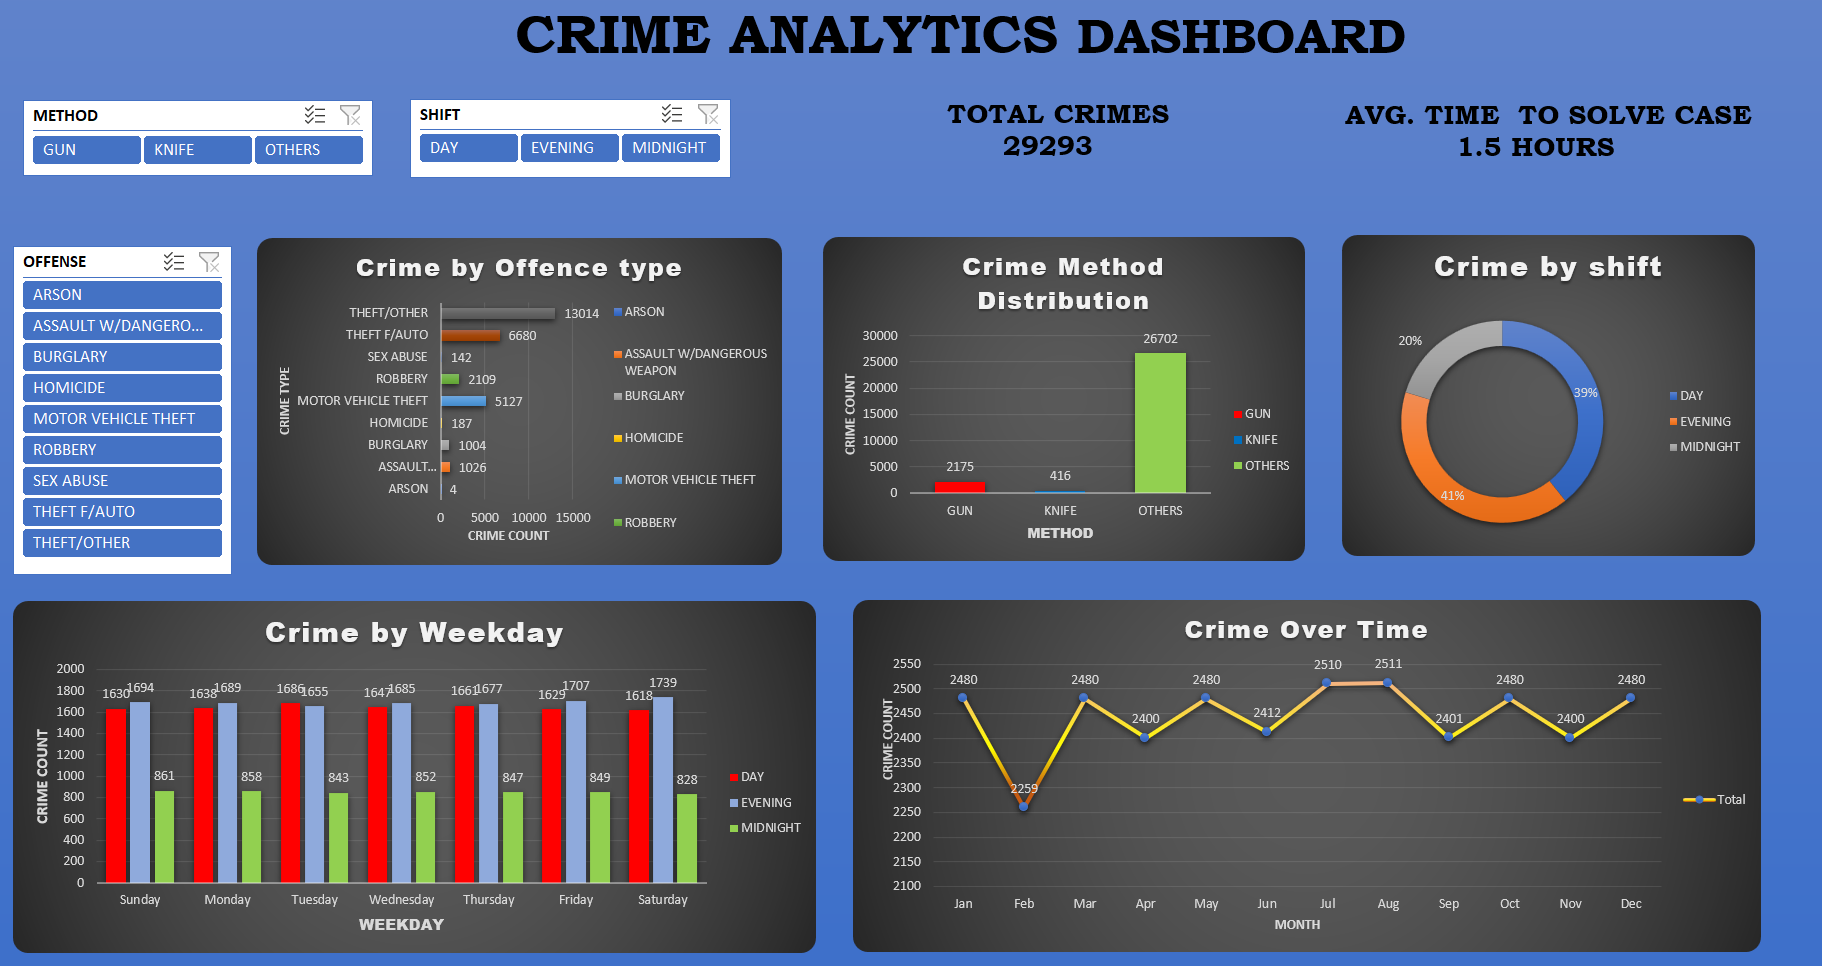 CRIME ANALYTICS DASHBOARD
METHOD
GUN KNIFE OTHERS
SHIFT
DAY EVENING MIDNIGHT
TOTAL CRIMES
29293
AVG. TIME TO SOLVE CASE
1.5 HOURS
OFFENSE
ARSON
ASSAULT W/DANGERO...
BURGLARY
HOMICIDE
MOTOR VEHICLE THEFT
ROBBERY
SEX ABUSE
THEFT F/AUTO
THEFT/OTHER
Crime by Offence type
CRIME TYPE
THEFT/OTHER 13014
THEFT F/AUTO 6680
SEX ABUSE 142
ROBBERY 2109
MOTOR VEHICLE THEFT 5127
HOMICIDE 187
BURGLARY 1004
ASSAULT... 1026
ARSON 4
0 5000 10000 15000
CRIME COUNT
ARSON
ASSAULT W/DANGEROUS
WEAPON
BURGLARY
HOMICIDE
MOTOR VEHICLE THEFT
ROBBERY
Crime Method
Distribution
CRIME COUNT
30000
25000
20000
15000
10000
5000
0
2175 416 26702
GUN KNIFE OTHERS
METHOD
GUN
KNIFE
OTHERS
Crime by shift
20%
39%
41%
DAY
EVENING
MIDNIGHT
Crime by Weekday
CRIME COUNT
2000
1800
1600
1400
1200
1000
800
600
400
200
0
1630 1694 861
1638 1689 858
1686 1655 843
1647 1685 852
1661 1677 847
1629 1707 849
1618 1739 828
Sunday Monday Tuesday Wednesday Thursday Friday Saturday
WEEKDAY
DAY
EVENING
MIDNIGHT
Crime Over Time
CRIME COUNT
2550
2500
2450
2400
2350
2300
2250
2200
2150
2100
2480 2259 2480 2400 2480 2412 2510 2511 2401 2480 2400 2480
Jan Feb Mar Apr May Jun Jul Aug Sep Oct Nov Dec
MONTH
Total